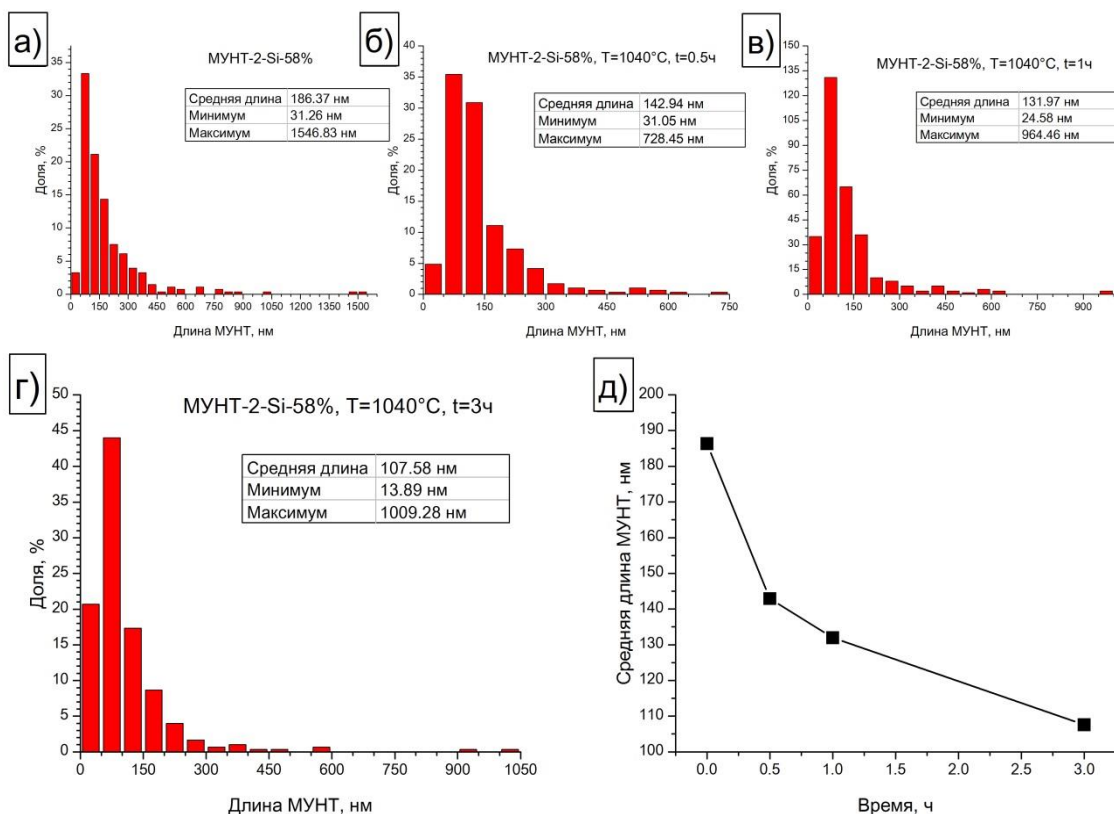 а)
МУНТ-2-Si-58%
Средняя длина 186.37 нм
Минимум 31.26 нм
Максимум 1546.83 нм
Доля, %
35
30
25
20
15
10
5
0
0 150 300 450 600 750 900 1050 1200 1350 1500
Длина МУНТ, нм
б)
МУНТ-2-Si-58%, T=1040°C, t=0.5ч
Средняя длина 142.94 нм
Минимум 31.05 нм
Максимум 728.45 нм
Доля, %
40
35
30
25
20
15
10
5
0
0 150 300 450 600 750
Длина МУНТ, нм
в)
МУНТ-2-Si-58%, T=1040°C, t=1ч
Средняя длина 131.97 нм
Минимум 24.58 нм
Максимум 964.46 нм
Доля, %
150
135
120
105
90
75
60
45
30
15
0
0 150 300 450 600 750 900
Длина МУНТ, нм
г)
МУНТ-2-Si-58%, T=1040°C, t=3ч
Средняя длина 107.58 нм
Минимум 13.89 нм
Максимум 1009.28 нм
Доля, %
50
45
40
35
30
25
20
15
10
5
0
0 150 300 450 600 750 900 1050
Длина МУНТ, нм
д)
Средняя длина МУНТ, нм
200
190
180
170
160
150
140
130
120
110
100
0.0 0.5 1.0 1.5 2.0 2.5 3.0
Время, ч